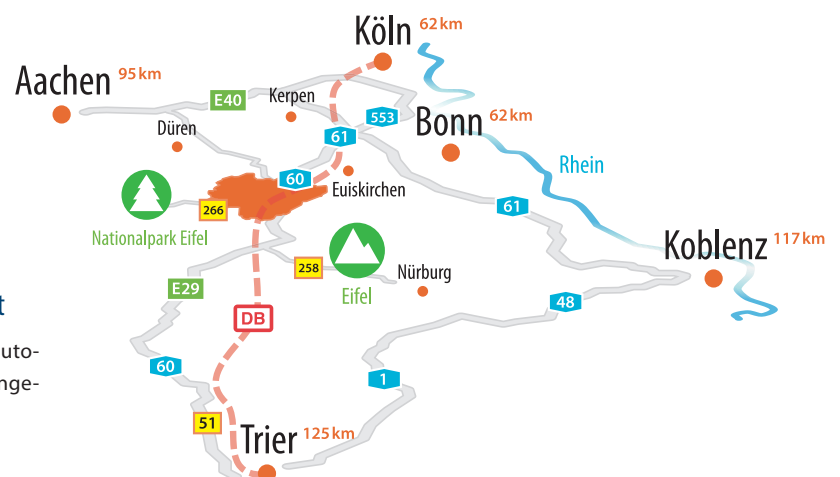 Köln 62 km
Aachen 95 km
E40
Kerpen
553
Bonn 62 km
Düren
61
Rhein
60
Euiskirchen
266
61
Nationalpark Eifel
Koblenz 117 km
258
Nürburg
E29
Eifel
t
48
DB
uto-
60
1
nge-
51
Trier 125 km